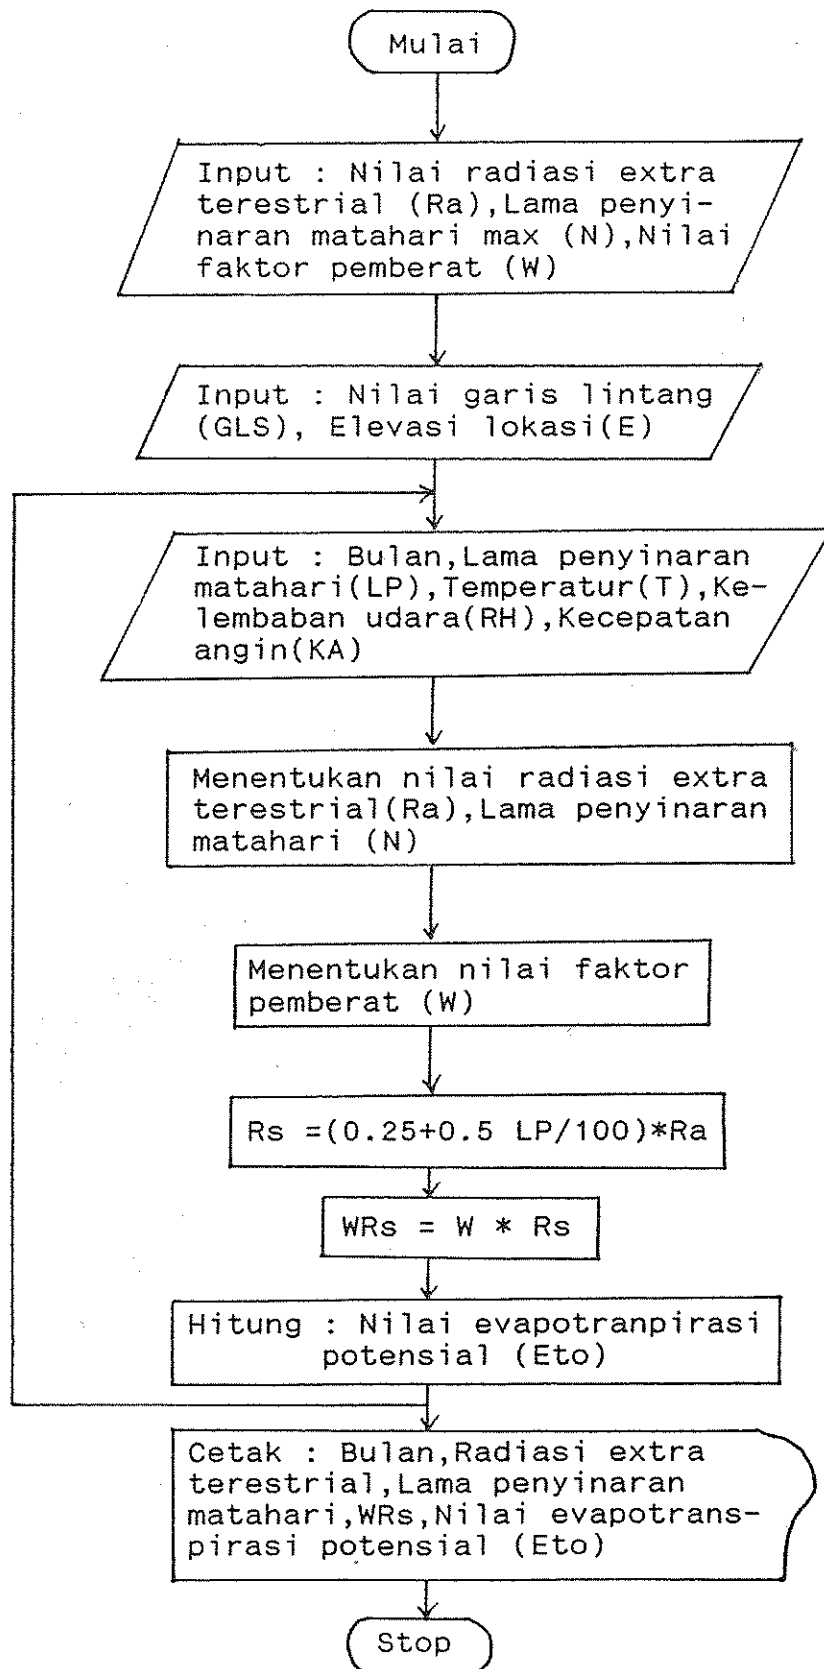 Mulai
Input : Nilai radiasi extra
terestrial (Ra),Lama penyi-
naran matahari max (N),Nilai
faktor pemberat (W)
Input : Nilai garis lintang
(GLS), Elevasi lokasi(E)
Input : Bulan,Lama penyinaran
matahari(LP),Temperatur(T),Ke-
lembaban udara(RH),Kecepatan
angin(KA)
Menentukan nilai radiasi extra
terestrial(Ra),Lama penyinaran
matahari (N)
Menentukan nilai faktor
pemberat (W)
Rs =(0.25+0.5 LP/100)*Ra
WRs = W * Rs
Hitung : Nilai evapotranpirasi
potensial (Eto)
Cetak : Bulan,Radiasi extra
terestrial,Lama penyinaran
matahari,WRs,Nilai evapotrans-
pirasi potensial (Eto)
Stop